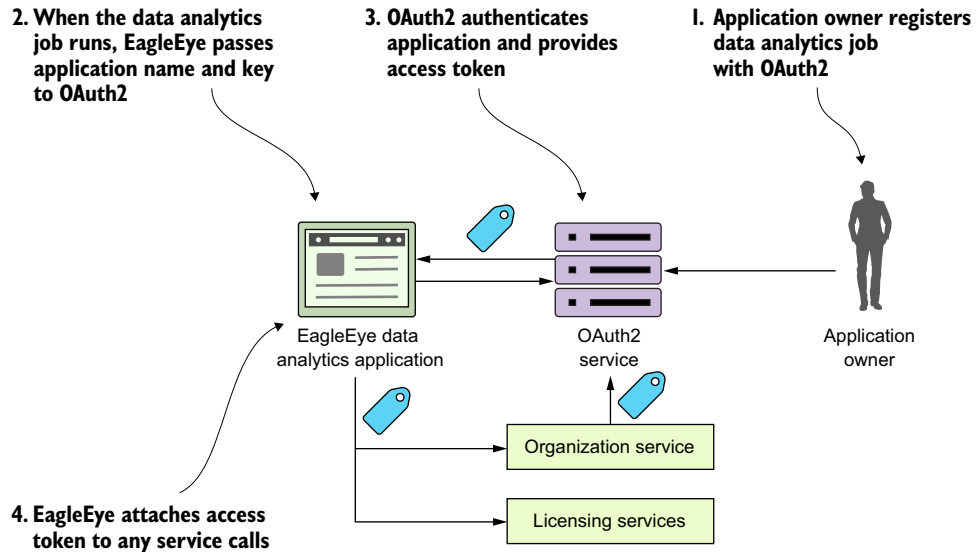 2. When the data analytics
job runs, EagleEye passes
application name and key
to OAuth2
3. OAuth2 authenticates
application and provides
access token
1. Application owner registers
data analytics job
with OAuth2
EagleEye data
analytics application
OAuth2
service
Application
owner
Organization service
Licensing services
4. EagleEye attaches access
token to any service calls